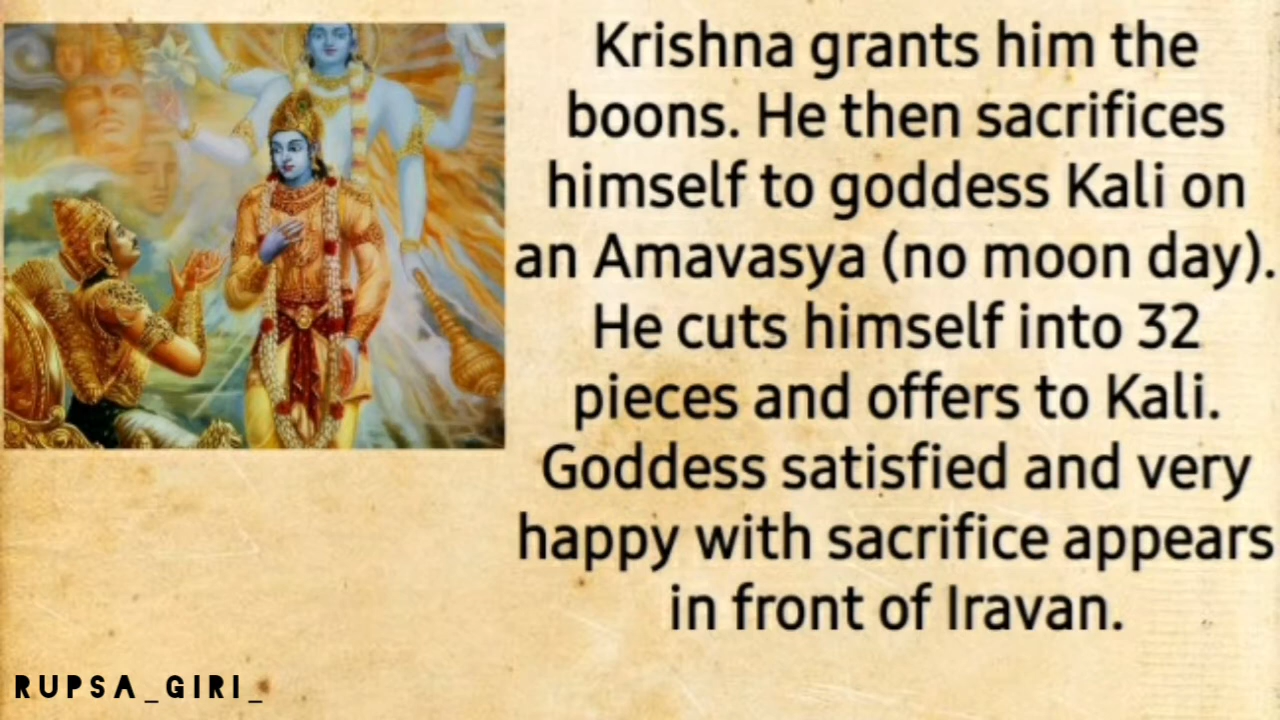 Krishna grants him the
boons. He then sacrifices
himself to goddess Kali on
an Amavasya (no moon day).
He cuts himself into 32
pieces and offers to Kali.
Goddess satisfied and very
happy with sacrifice appears
in front of Iravan.
RUPSA_GIRI_